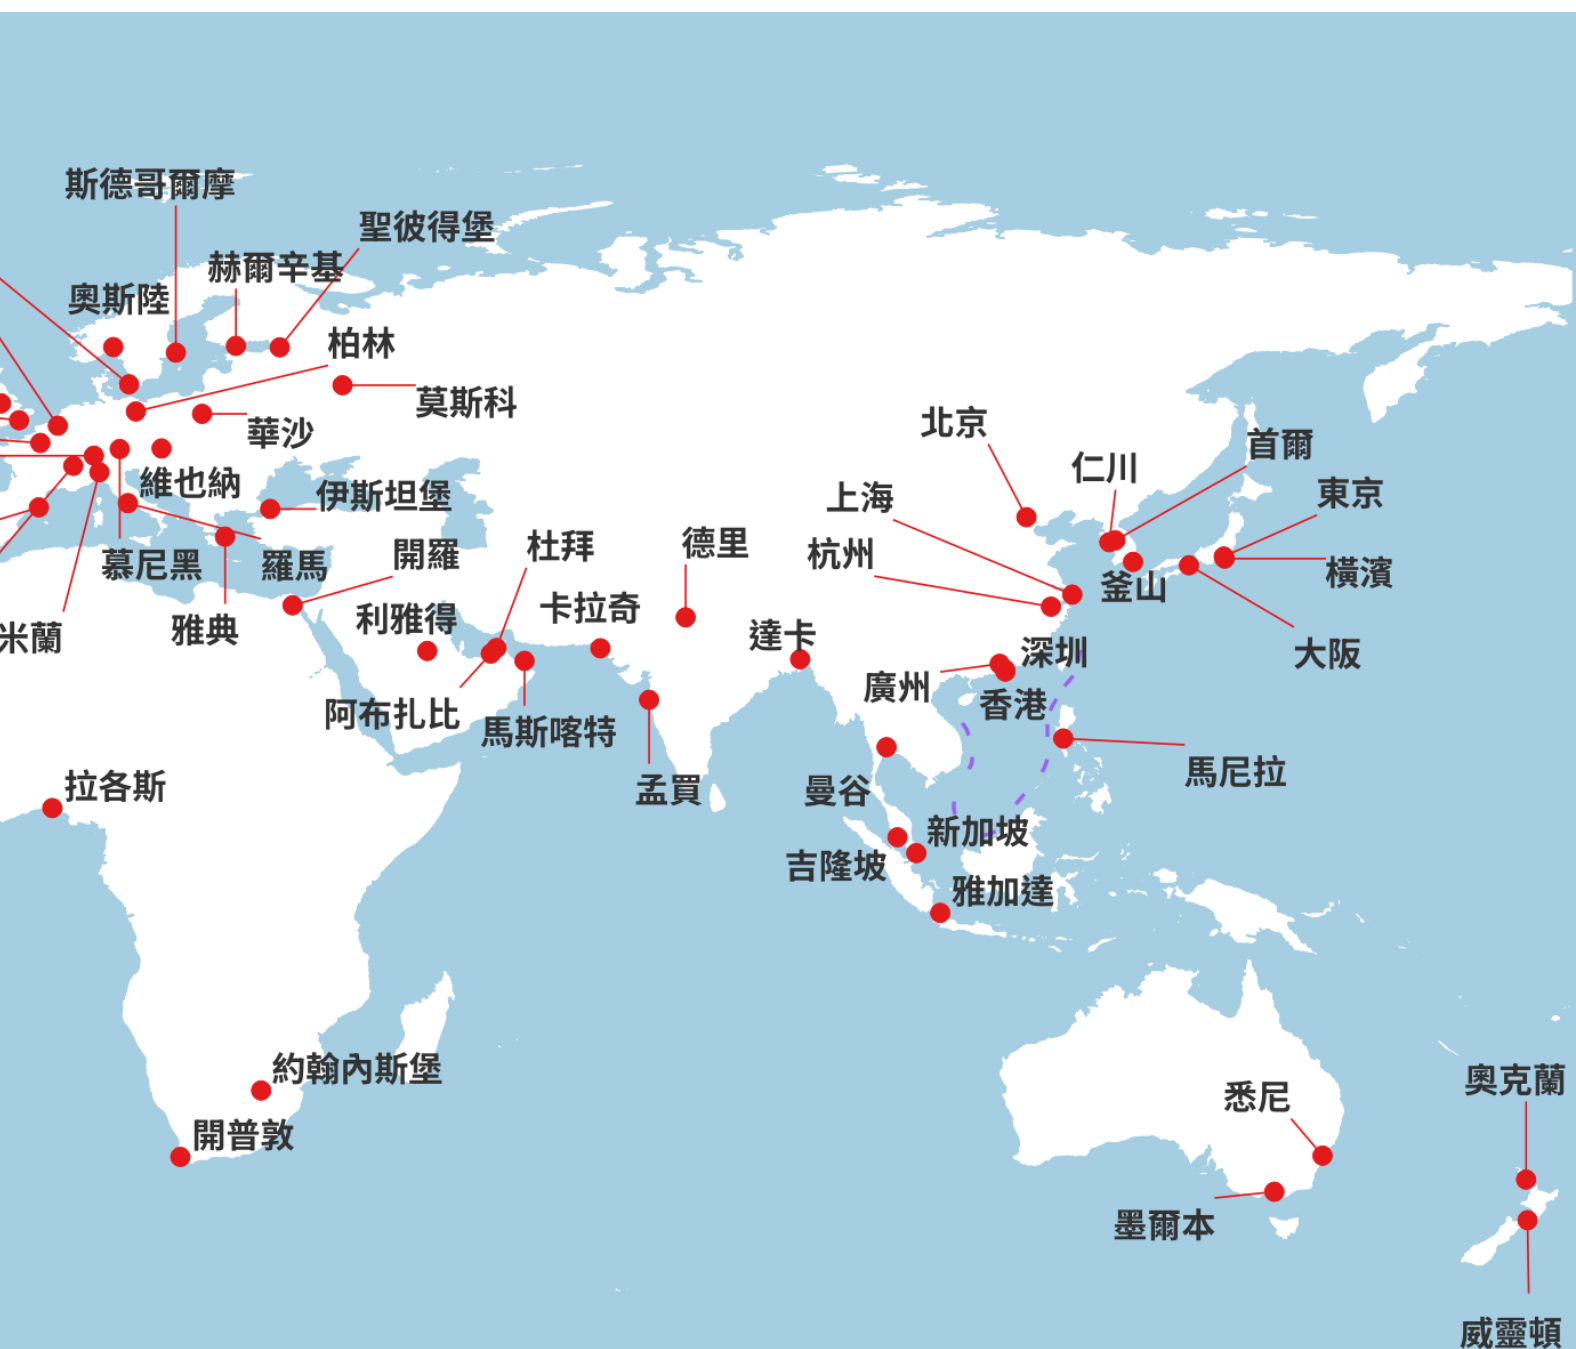 斯德哥爾摩
聖彼得堡
赫爾辛基
奧斯陸
柏林
莫斯科
華沙
北京
首爾
仁川
維也納
伊斯坦堡
上海
東京
開羅
杜拜
德里
杭州
慕尼黑
羅馬
橫濱
釜山
利雅得
卡拉奇
雅典
米蘭
達卡
深圳
大阪
廣州
香港
阿布扎比
馬斯喀特
馬尼拉
拉各斯
孟買
曼谷
新加坡
吉隆坡
雅加達
約翰內斯堡
奧克蘭
悉尼
開普敦
墨爾本
威靈頓